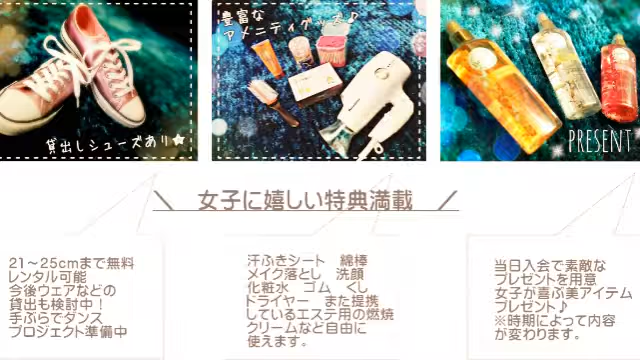 貸出しシューズあり★
豊富な
アメニティグッズ♪
PRESENT
＼ 女子に嬉しい特典満載 ／
21～25cmまで無料
レンタル可能
今後ウェアなどの
貸出も検討中！
手ぶらでダンス
プロジェクト準備中
汗ふきシート 綿棒
メイク落とし 洗顔
化粧水 ゴム くし
ドライヤー また提携
しているエステ用の燃焼
クリームなど自由に
使えます。
当日入会で素敵な
プレゼントを用意
女子が喜ぶ美アイテム
プレゼント♪
※時期によって内容
が変わります。